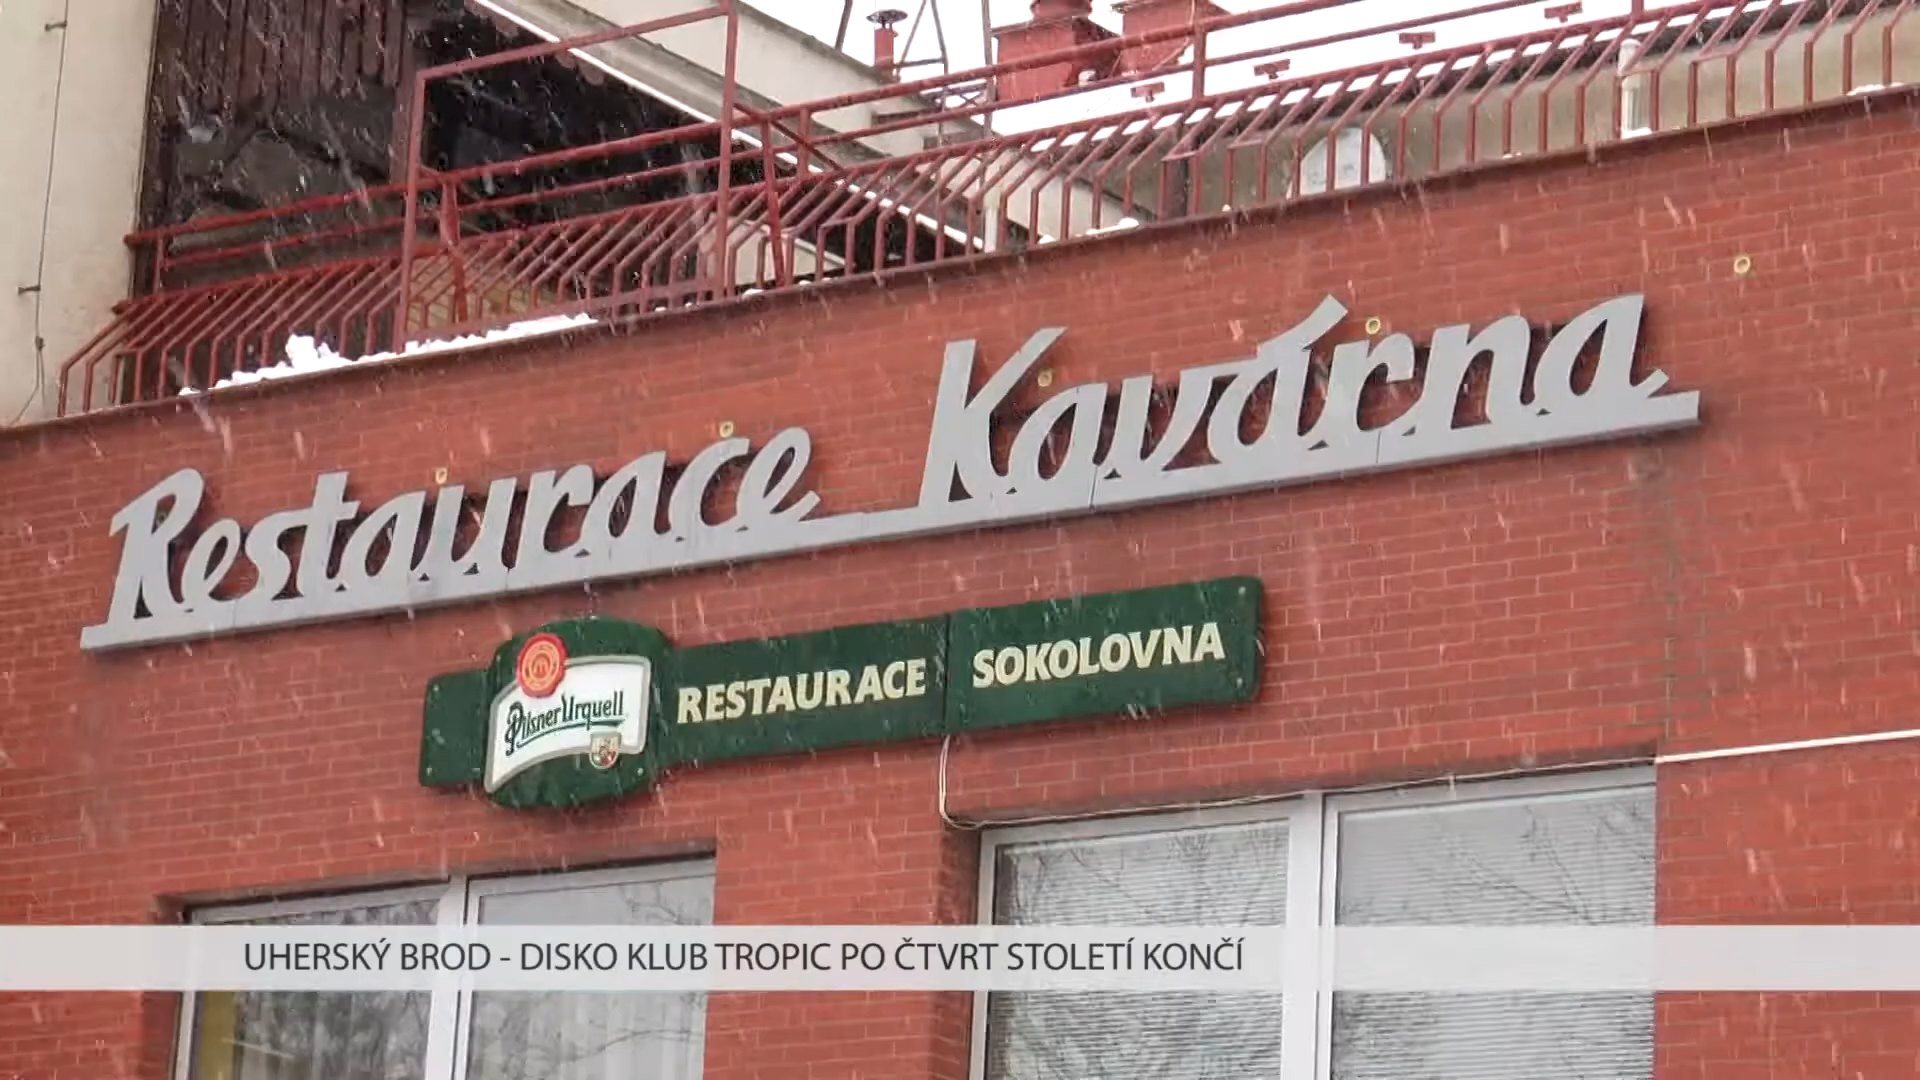 Restaurace Kavárna
Pilsner Urquell
RESTAURACE SOKOLOVNA
UHERSKÝ BROD - DISKO KLUB TROPIC PO ČTVRT STOLETÍ KONČÍ